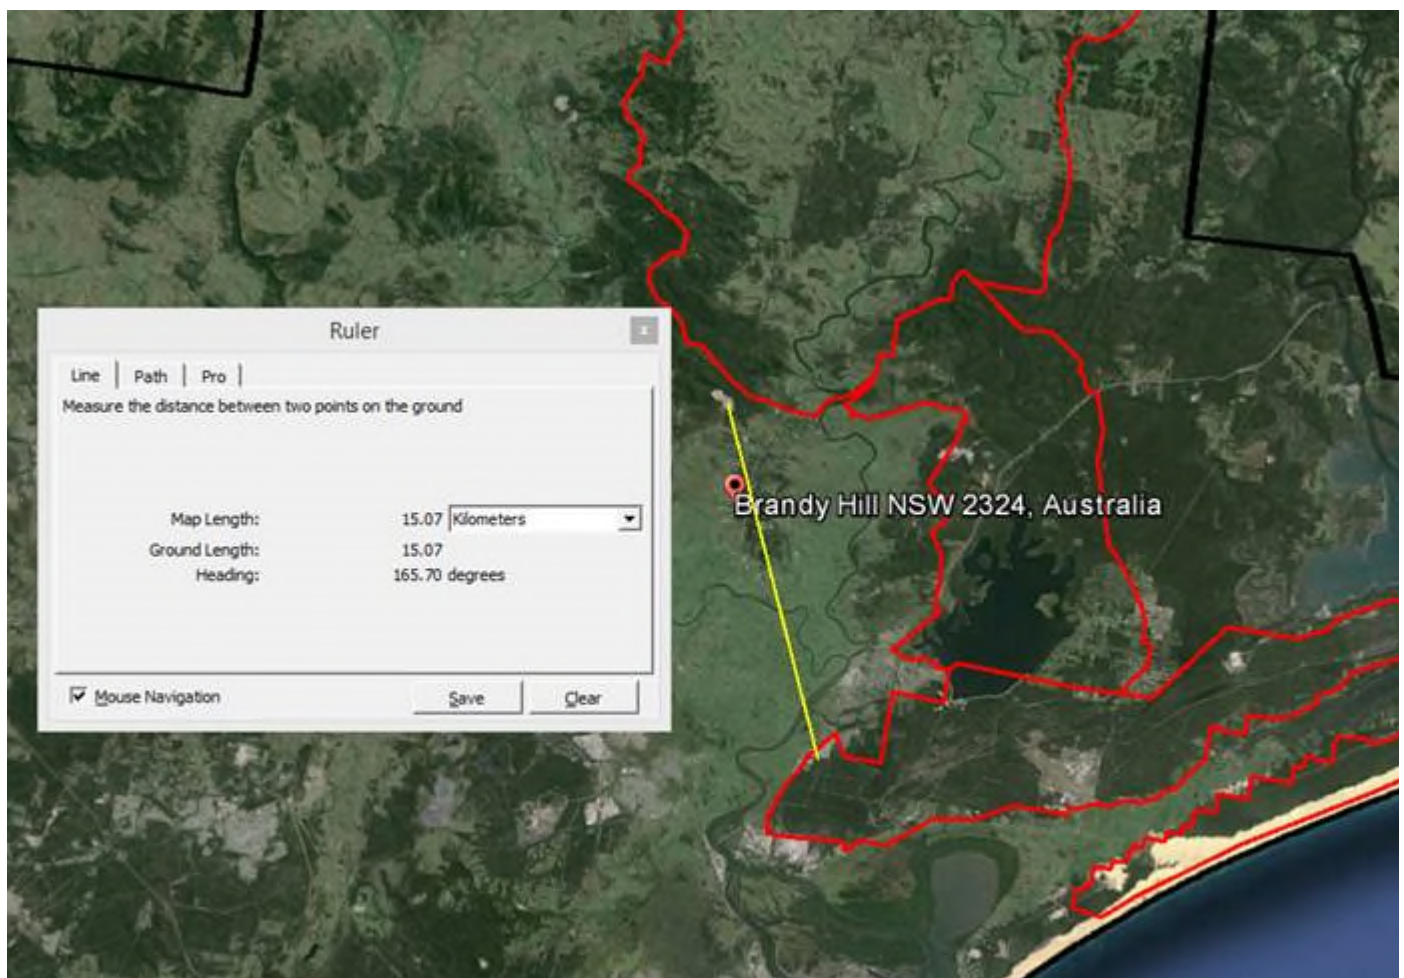 Ruler
x
Line Path Pro
Measure the distance between two points on the ground
Map Length: 15.07 Kilometers
Ground Length: 15.07
Heading: 165.70 degrees
Mouse Navigation Save Clear
Brandy Hill NSW 2324, Australia